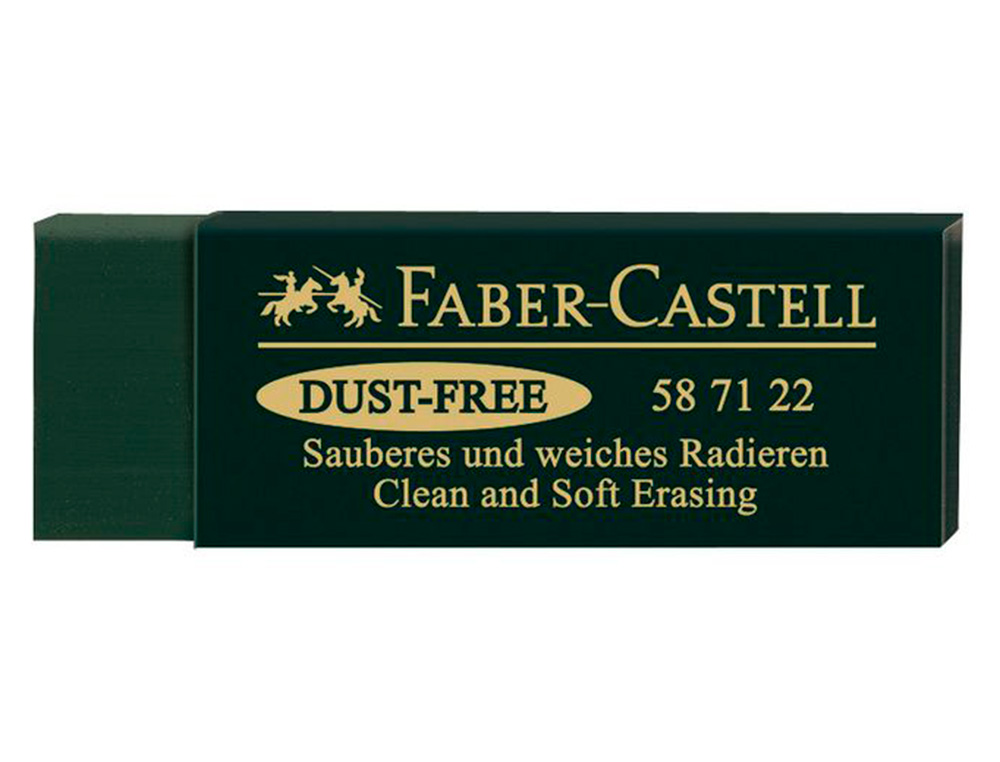 FABER-CASTELL
DUST-FREE 58 71 22
Sauberes und weiches Radieren
Clean and Soft Erasing